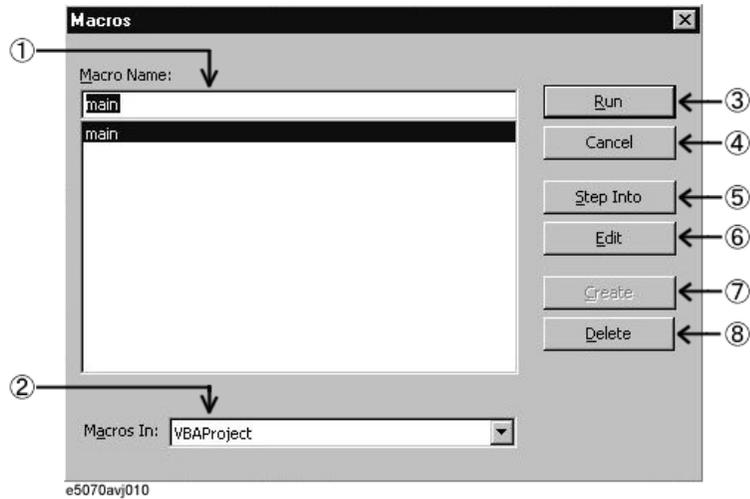 Macros
①
Macro Name:
main
main
Run ③
Cancel ④
Step Into ⑤
Edit ⑥
Create ⑦
Delete ⑧
②
Macros In: VBAProject
e5070avj010